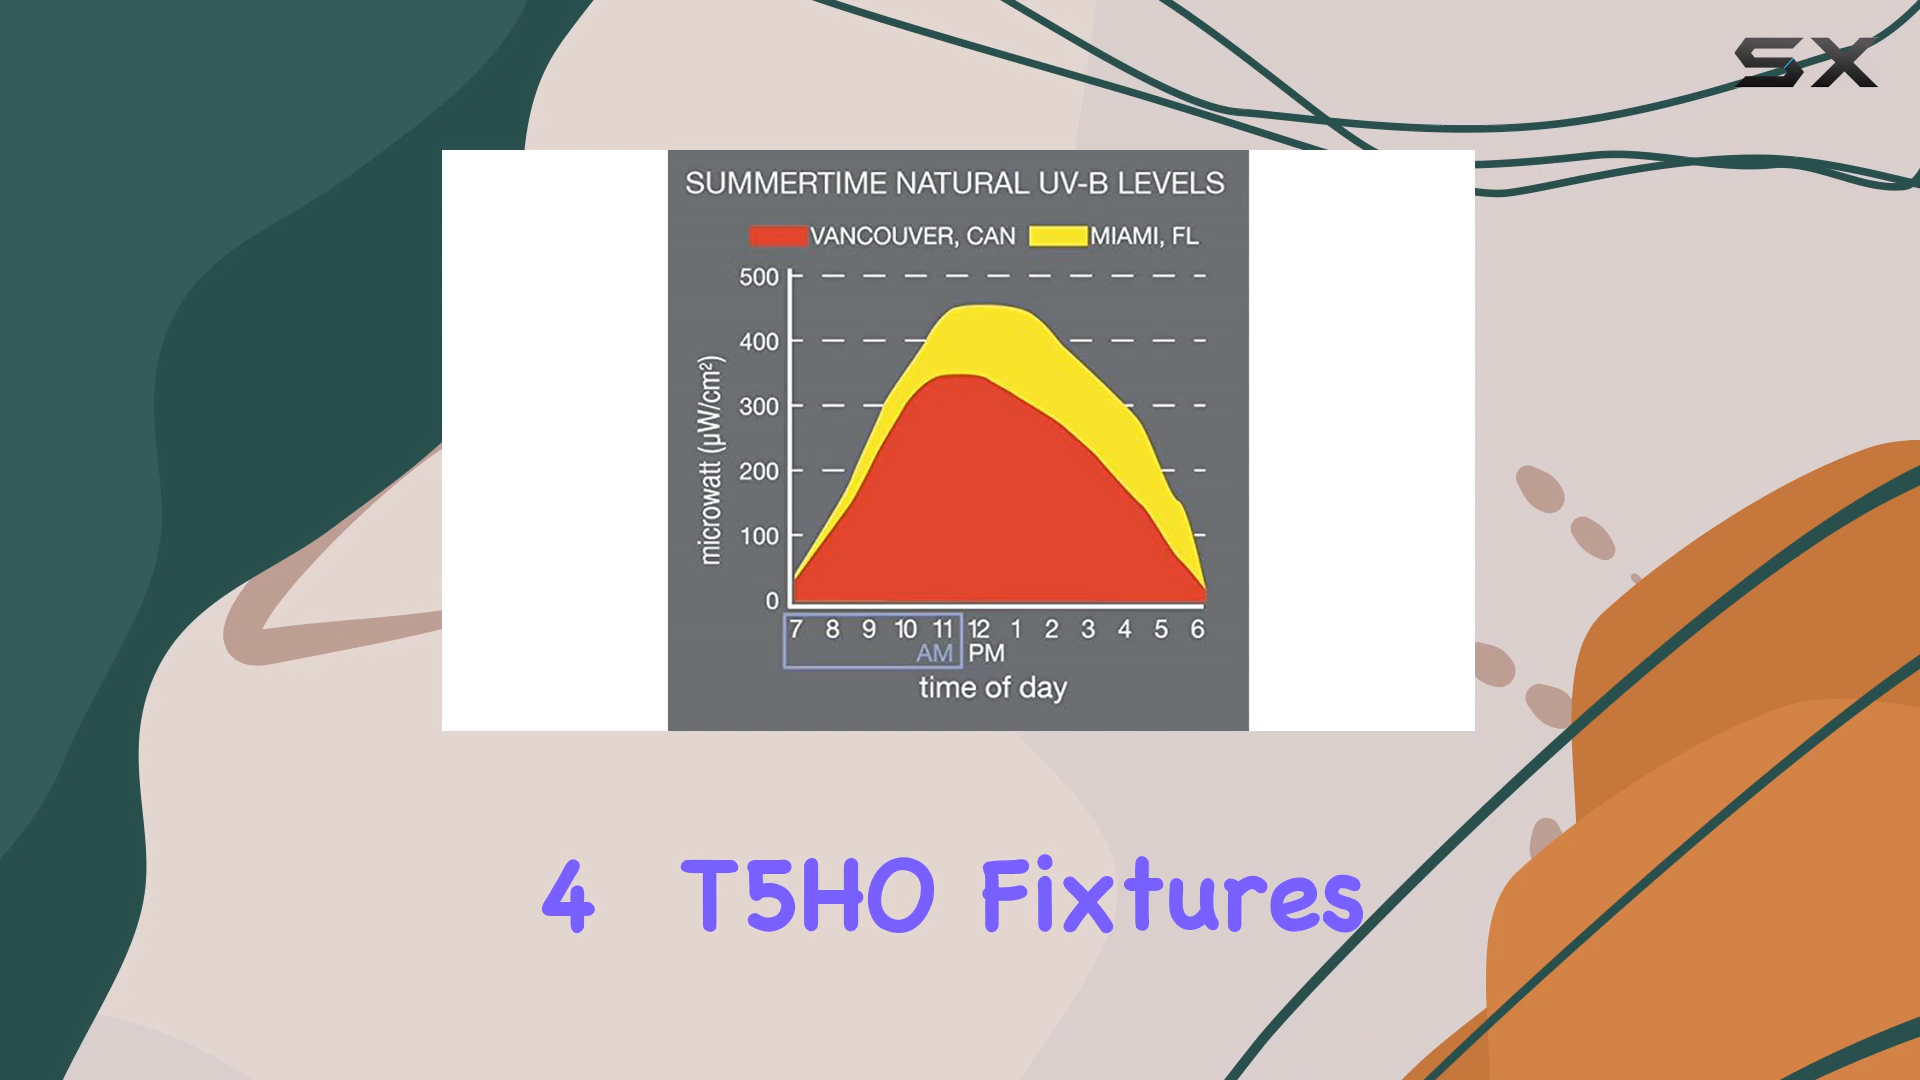 SX
SUMMERTIME NATURAL UV-B LEVELS
VANCOUVER, CAN MIAMI, FL
500
400
300
200
100
0
microwatt (µW/cm²)
7 8 9 10 11 12 1 2 3 4 5 6
AM PM
time of day
4 T5HO Fixtures